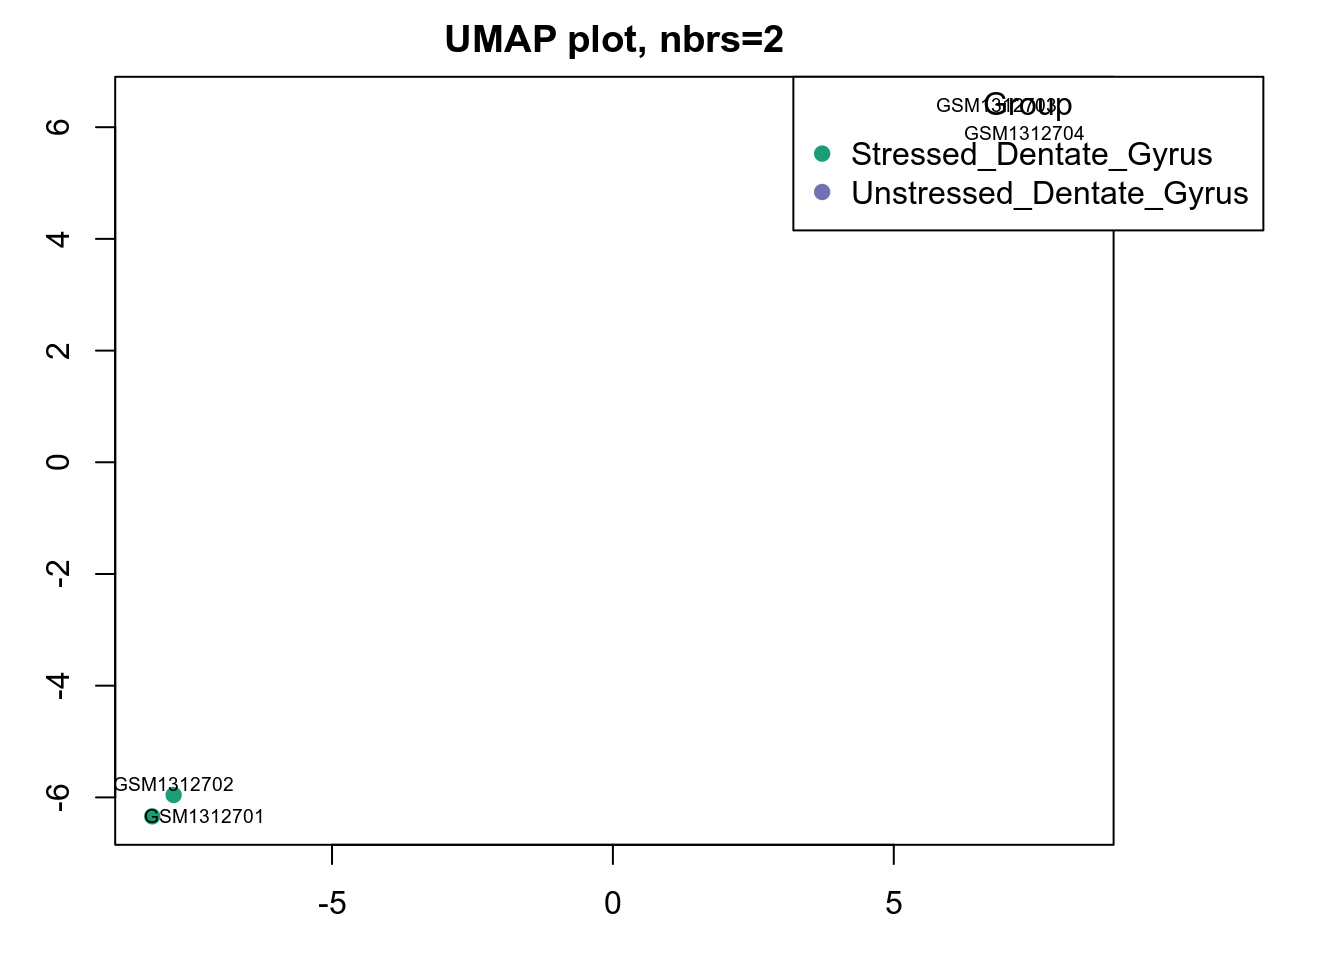 UMAP plot, nbrs=2
Group
GSM1312703
GSM1312704
Stressed_Dentate_Gyrus
Unstressed_Dentate_Gyrus
6
4
2
0
-2
-4
-6
GSM1312702
GSM1312701
-5 0 5